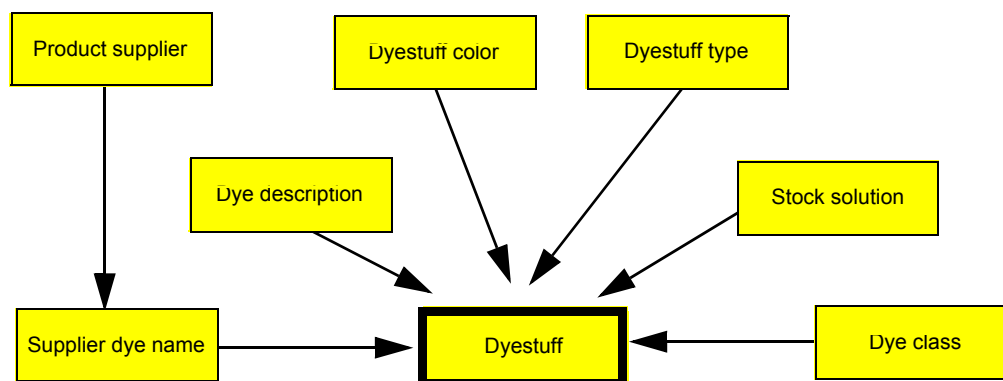 Product supplier
Dyestuff color
Dyestuff type
Dye description
Stock solution
Supplier dye name
Dyestuff
Dye class